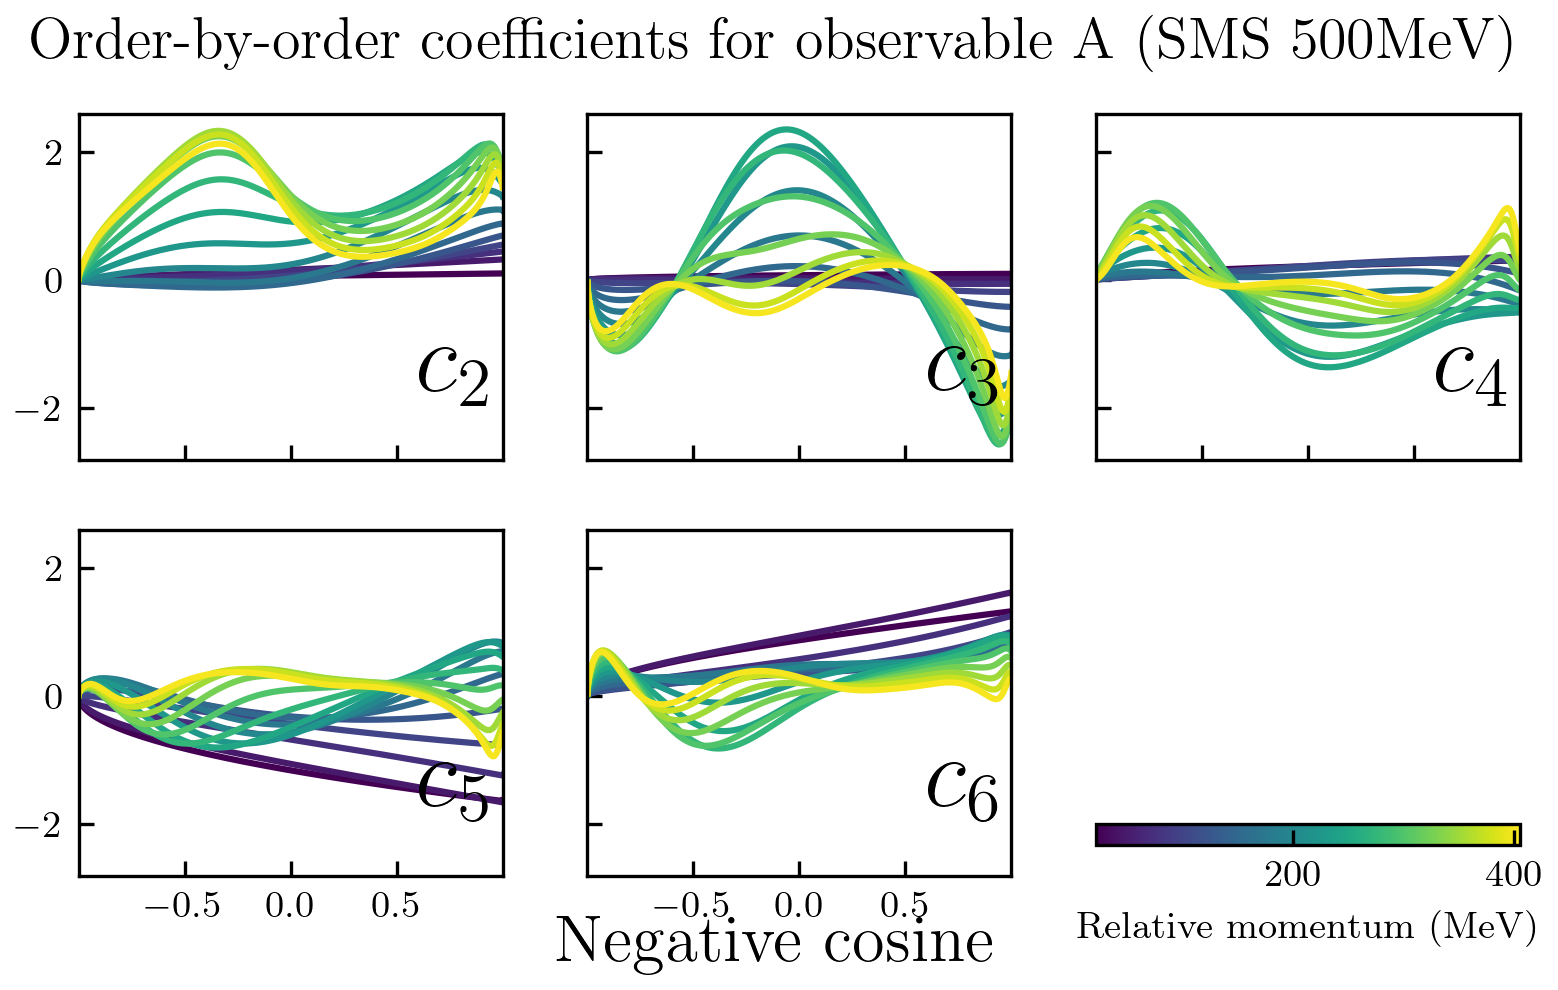 Order-by-order coefficients for observable A (SMS 500MeV)
2
0
−2
c2
c3
c4
2
0
−2
c5
c6
−0.5 0.0 0.5
−0.5 0.0 0.5
200 400
Relative momentum (MeV)
Negative cosine